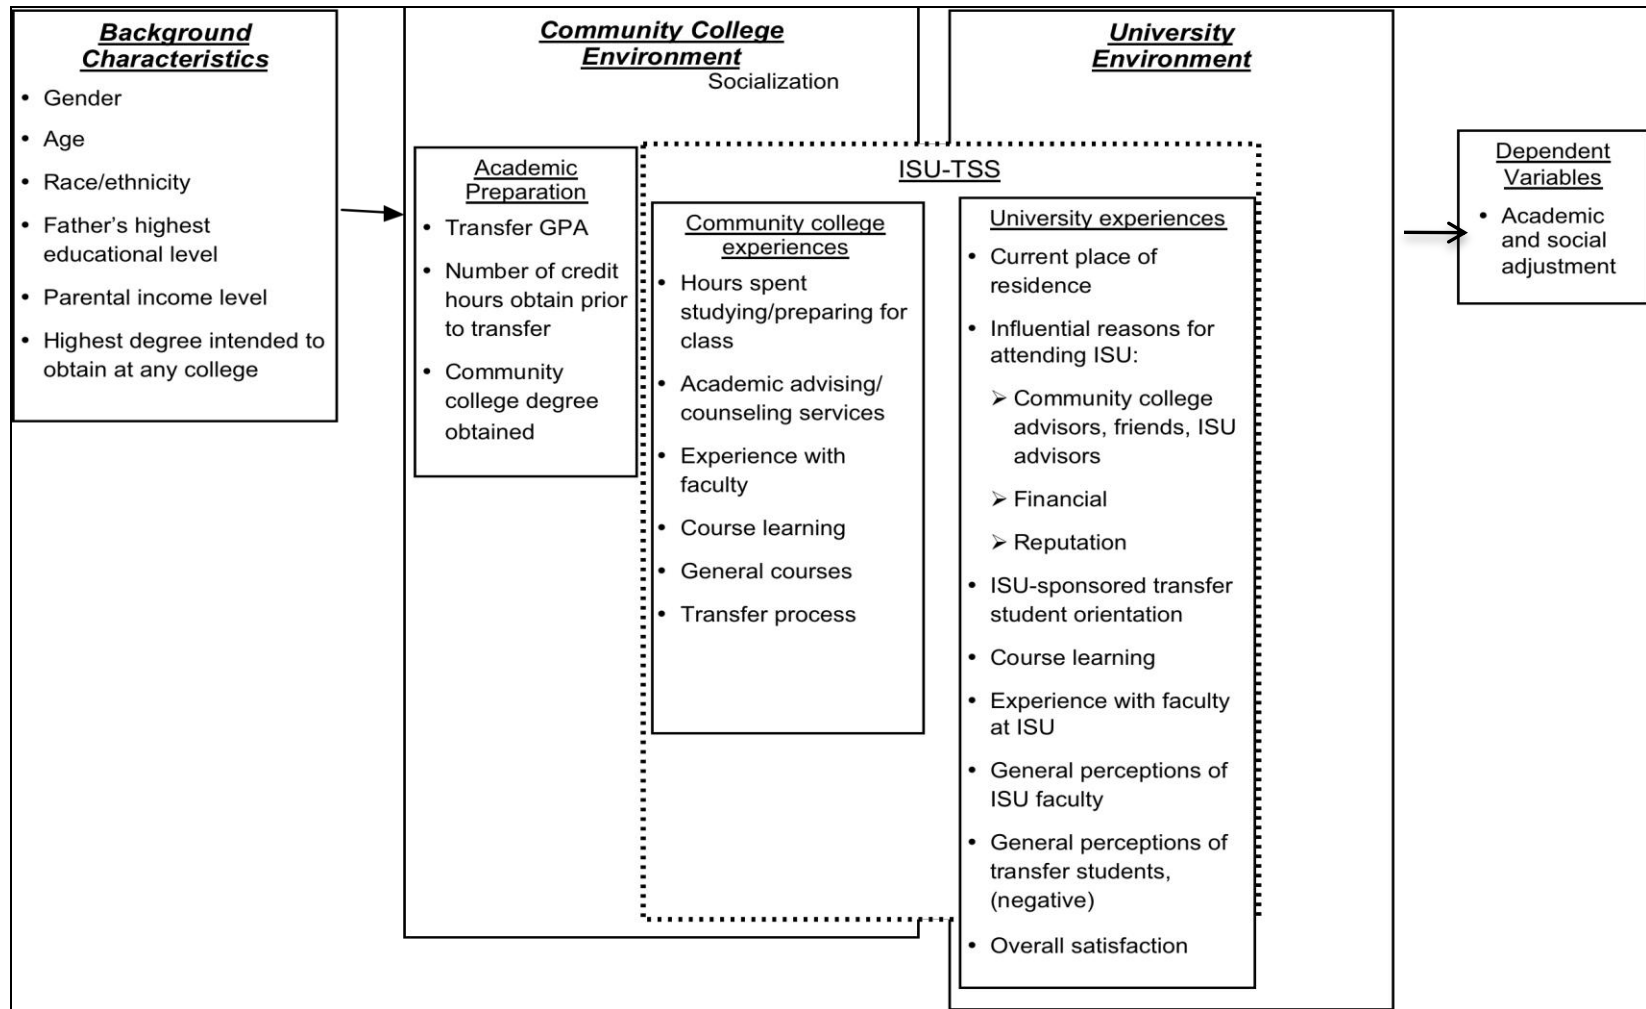 Background
Characteristics
• Gender
• Age
• Race/ethnicity
• Father’s highest
educational level
• Parental income level
• Highest degree intended to
obtain at any college
Community College
Environment
Socialization
Academic
Preparation
• Transfer GPA
• Number of credit
hours obtain prior
to transfer
• Community
college degree
obtained
ISU-TSS
Community college
experiences
• Hours spent
studying/preparing for
class
• Academic advising/
counseling services
• Experience with
faculty
• Course learning
• General courses
• Transfer process
University
Environment
University experiences
• Current place of
residence
• Influential reasons for
attending ISU:
➢ Community college
advisors, friends, ISU
advisors
➢ Financial
➢ Reputation
• ISU-sponsored transfer
student orientation
• Course learning
• Experience with faculty
at ISU
• General perceptions of
ISU faculty
• General perceptions of
transfer students,
(negative)
• Overall satisfaction
Dependent
Variables
• Academic
and social
adjustment